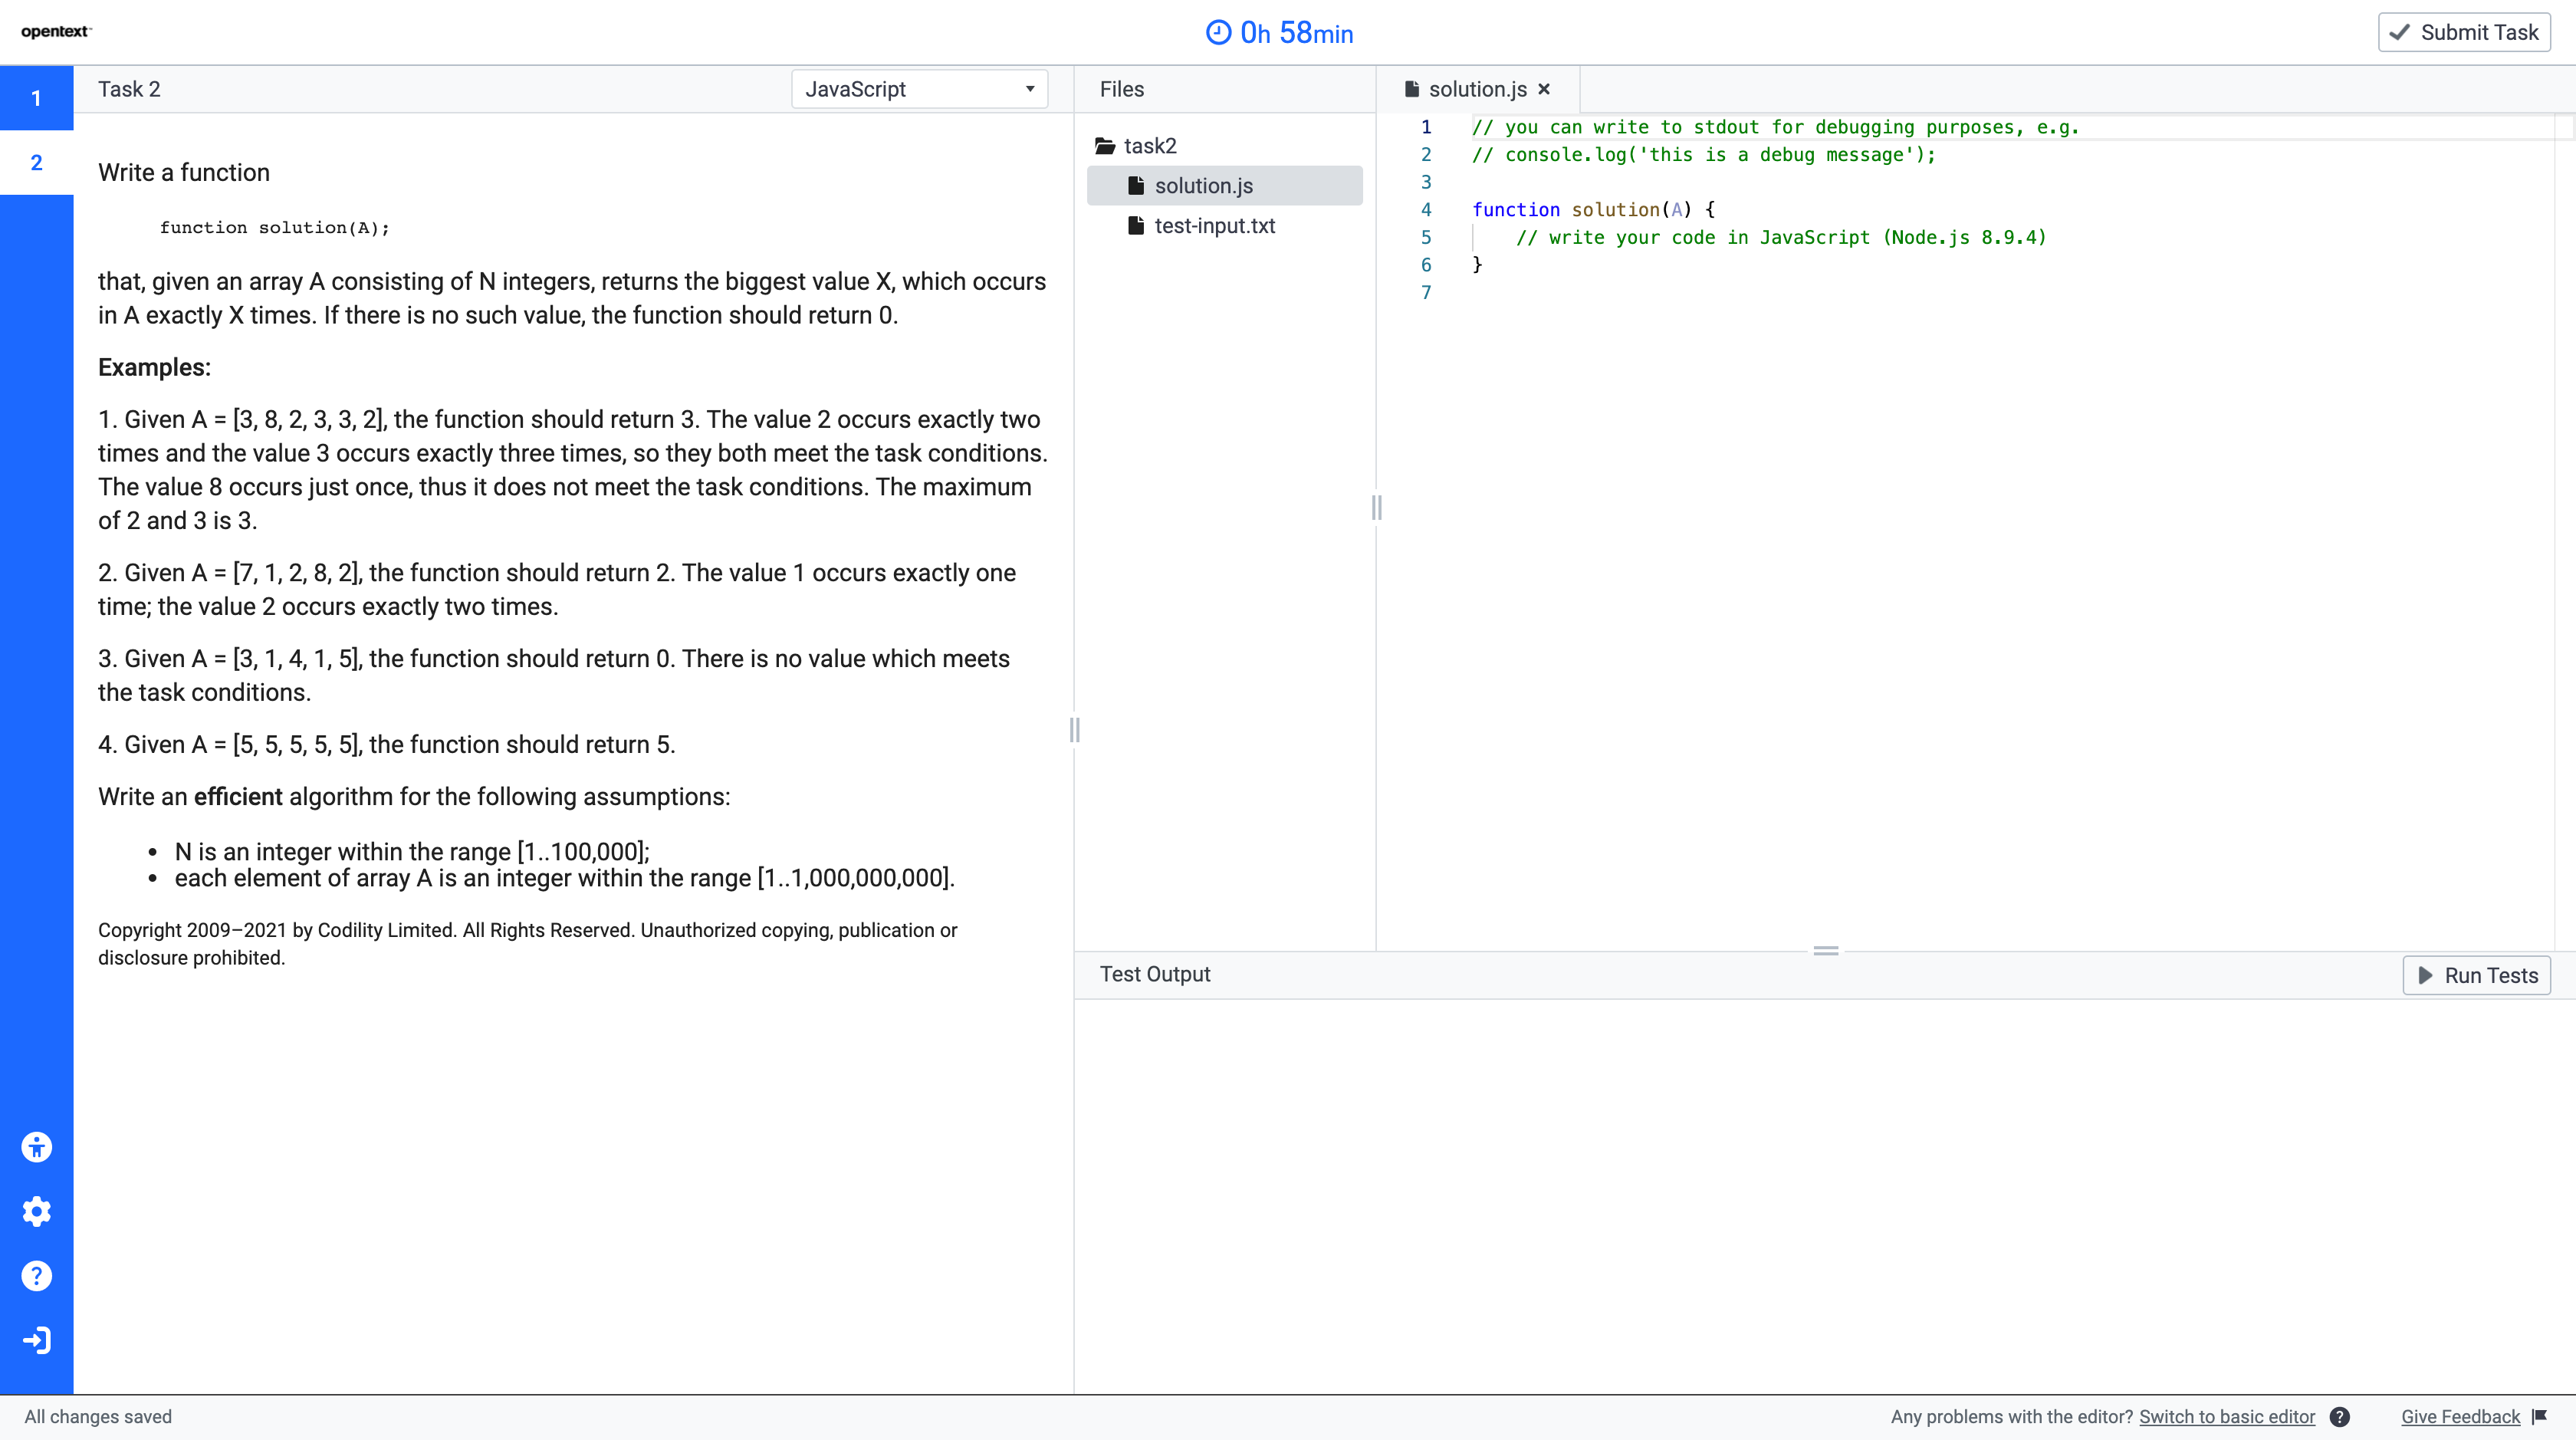 opentext™
0h 58min
Submit Task
1
2
Task 2
JavaScript
Write a function
function solution(A);
that, given an array A consisting of N integers, returns the biggest value X, which occurs
in A exactly X times. If there is no such value, the function should return 0.
Examples:
1. Given A = [3, 8, 2, 3, 3, 2], the function should return 3. The value 2 occurs exactly two
times and the value 3 occurs exactly three times, so they both meet the task conditions.
The value 8 occurs just once, thus it does not meet the task conditions. The maximum
of 2 and 3 is 3.
2. Given A = [7, 1, 2, 8, 2], the function should return 2. The value 1 occurs exactly one
time; the value 2 occurs exactly two times.
3. Given A = [3, 1, 4, 1, 5], the function should return 0. There is no value which meets
the task conditions.
4. Given A = [5, 5, 5, 5, 5], the function should return 5.
Write an efficient algorithm for the following assumptions:
• N is an integer within the range [1..100,000];
• each element of array A is an integer within the range [1..1,000,000,000].
Copyright 2009–2021 by Codility Limited. All Rights Reserved. Unauthorized copying, publication or
disclosure prohibited.
Files
task2
solution.js
test-input.txt
solution.js ×
1 // you can write to stdout for debugging purposes, e.g.
2 // console.log('this is a debug message');
3
4 function solution(A) {
5     // write your code in JavaScript (Node.js 8.9.4)
6 }
7
Test Output
Run Tests
?
All changes saved
Any problems with the editor? Switch to basic editor ?
Give Feedback